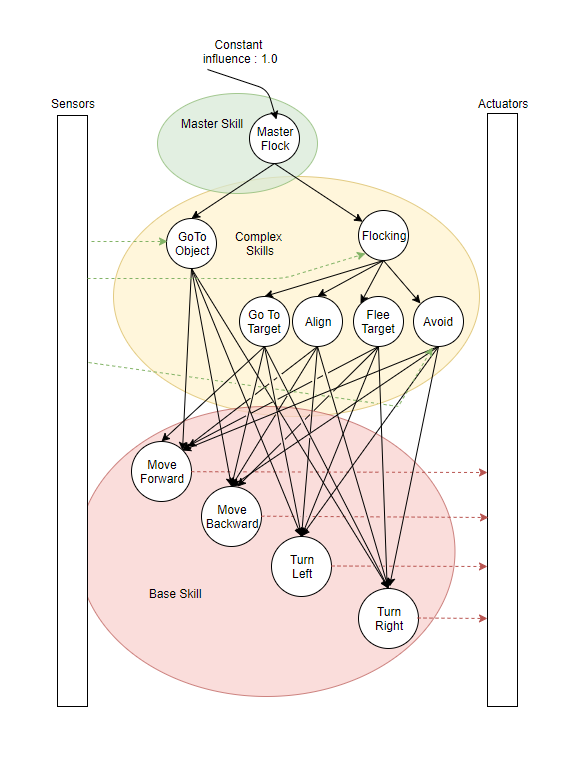 Constant
influence : 1.0
Sensors
Actuators
Master Skill
Master
Flock
GoTo
Object
Complex
Skills
Flocking
Go To
Target
Align
Flee
Target
Avoid
Move
Forward
Move
Backward
Turn
Left
Base Skill
Turn
Right